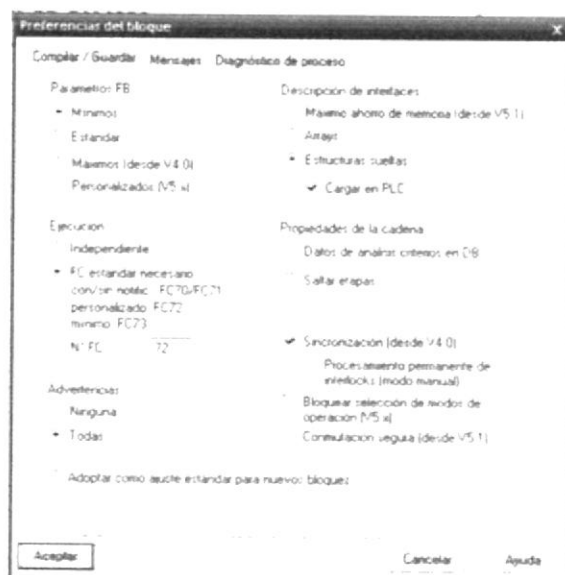 Preferencias del bloque
Compilar / Guardar Mensajes Diagnóstico de proceso
Parametros FB
Mínimos
Estándar
Máximos (desde V4.0)
Personalizados (V5.x)
Descripción de interfaces
Máximo ahorro de memoria (desde V5.1)
Arrays
Estructuras sueltas
Cargar en PLC
Ejecución
Independiente
FC estándar necesario
con/sin notific. FC70/FC71
personalizado FC72
mínimo FC73
N° FC 72
Propiedades de la cadena
Datos de análisis criterios en DB
Saltar etapas
Sincronización (desde V4.0)
Procesamiento permanente de
interlocks (modo manual)
Bloquear selección de modos de
operación (V5.x)
Conmutación segura (desde V5.1)
Advertencias
Ninguna
Todas
Adoptar como ajuste estándar para nuevos bloques
Aceptar Cancelar Ayuda